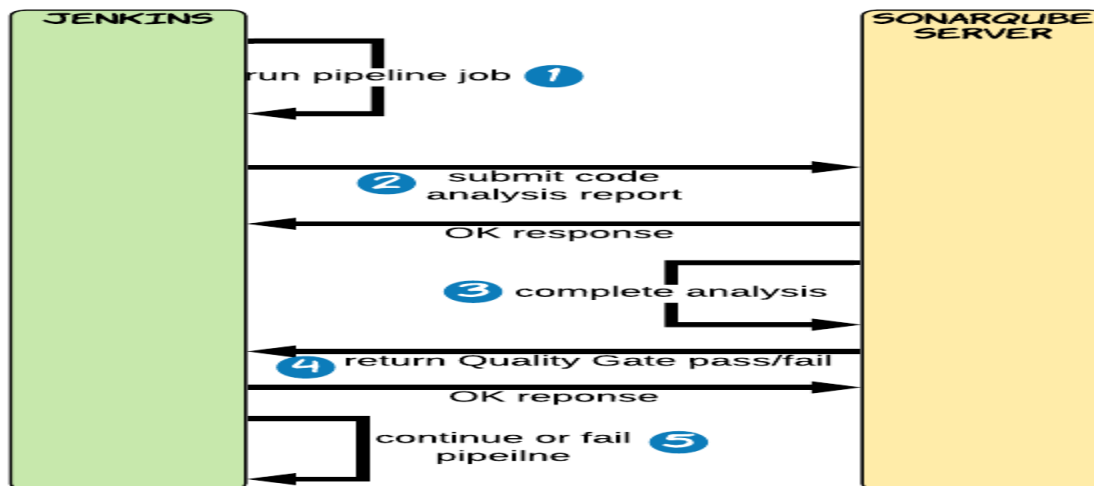 JENKINS
SONARQUBE
SERVER
run pipeline job 1
2 submit code
analysis report
OK response
3 complete analysis
4 return Quality Gate pass/fail
OK reponse
continue or fail 5
pipeilne